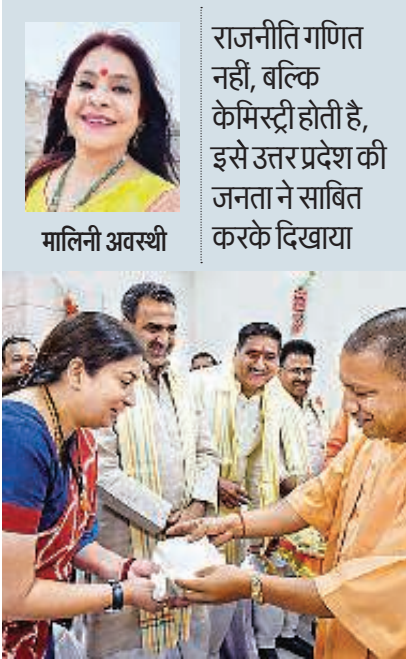 मालिनी अवस्थी
राजनीति गणित
नहीं, बल्कि
केमिस्ट्री होती है,
इसे उत्तर प्रदेश की
जनता ने साबित
करके दिखाया